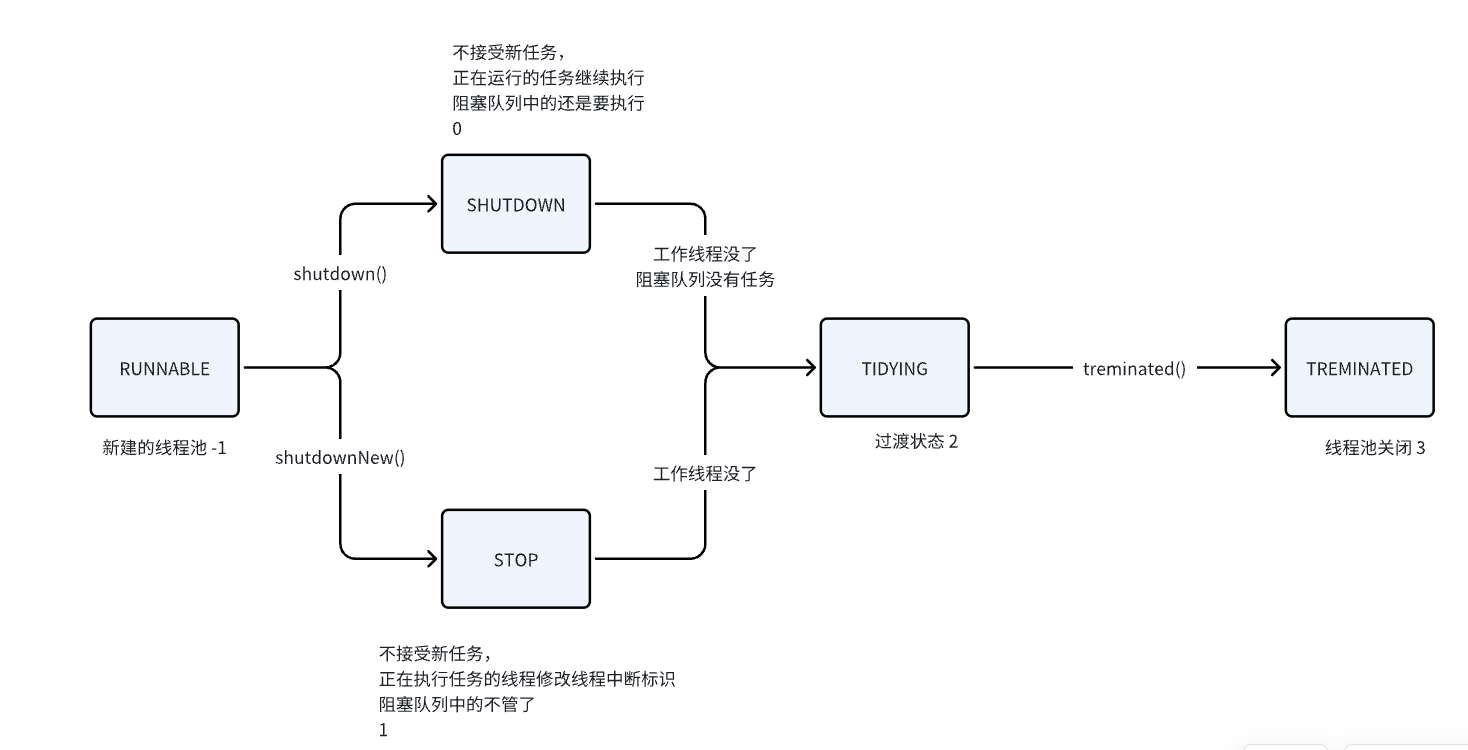 不接受新任务，
正在运行的任务继续执行
阻塞队列中的还是要执行
0
SHUTDOWN
shutdown()
工作线程没了
阻塞队列没有任务
RUNNABLE
新建的线程池 -1
TIDYING
过渡状态 2
treminated()
TREMINATED
线程池关闭 3
shutdownNew()
工作线程没了
STOP
不接受新任务，
正在执行任务的线程修改线程中断标识
阻塞队列中的不管了
1